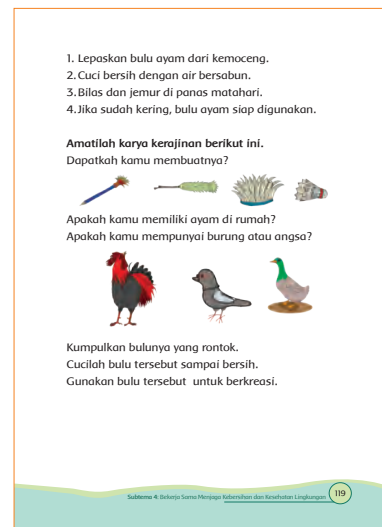 1. Lepaskan bulu ayam dari kemoceng.
2. Cuci bersih dengan air bersabun.
3. Bilas dan jemur di panas matahari.
4. Jika sudah kering, bulu ayam siap digunakan.
Amatilah karya kerajinan berikut ini.
Dapatkah kamu membuatnya?
Apakah kamu memiliki ayam di rumah?
Apakah kamu mempunyai burung atau angsa?
Kumpulkan bulunya yang rontok.
Cucilah bulu tersebut sampai bersih.
Gunakan bulu tersebut untuk berkreasi.
Subtema 4: Bekerja Sama Menjaga Kebersihan dan Kesehatan Lingkungan 119